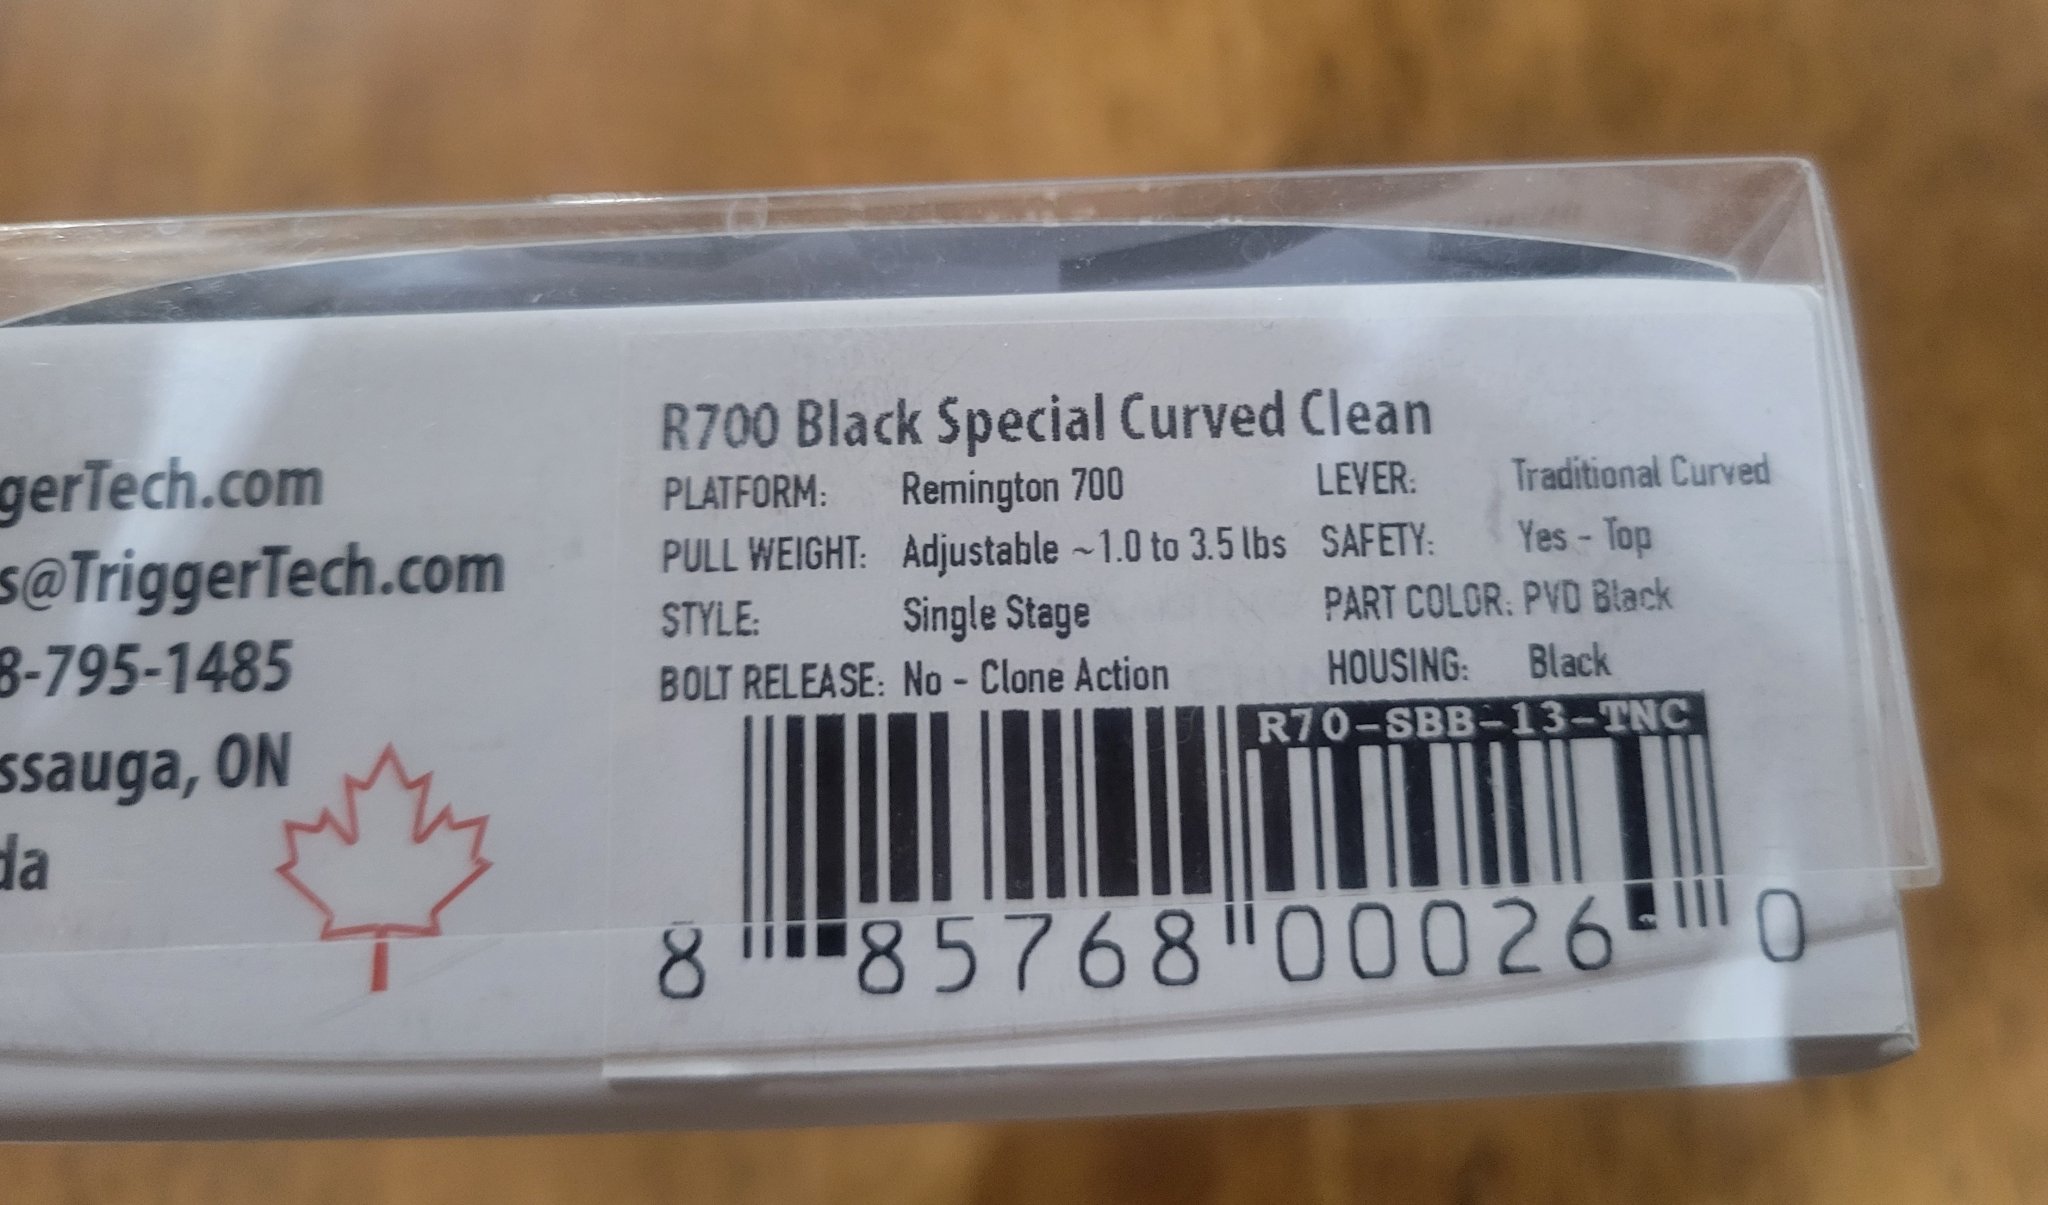 gerTech.com
s@TriggerTech.com
8-795-1485
ssauga, ON
da
R700 Black Special Curved Clean
PLATFORM: Remington 700 LEVER: Traditional Curved
PULL WEIGHT: Adjustable ~1.0 to 3.5 lbs SAFETY: Yes - Top
STYLE: Single Stage PART COLOR: PVD Black
BOLT RELEASE: No - Clone Action HOUSING: Black
R70-SBB-13-TNC
8 85768 00026 0